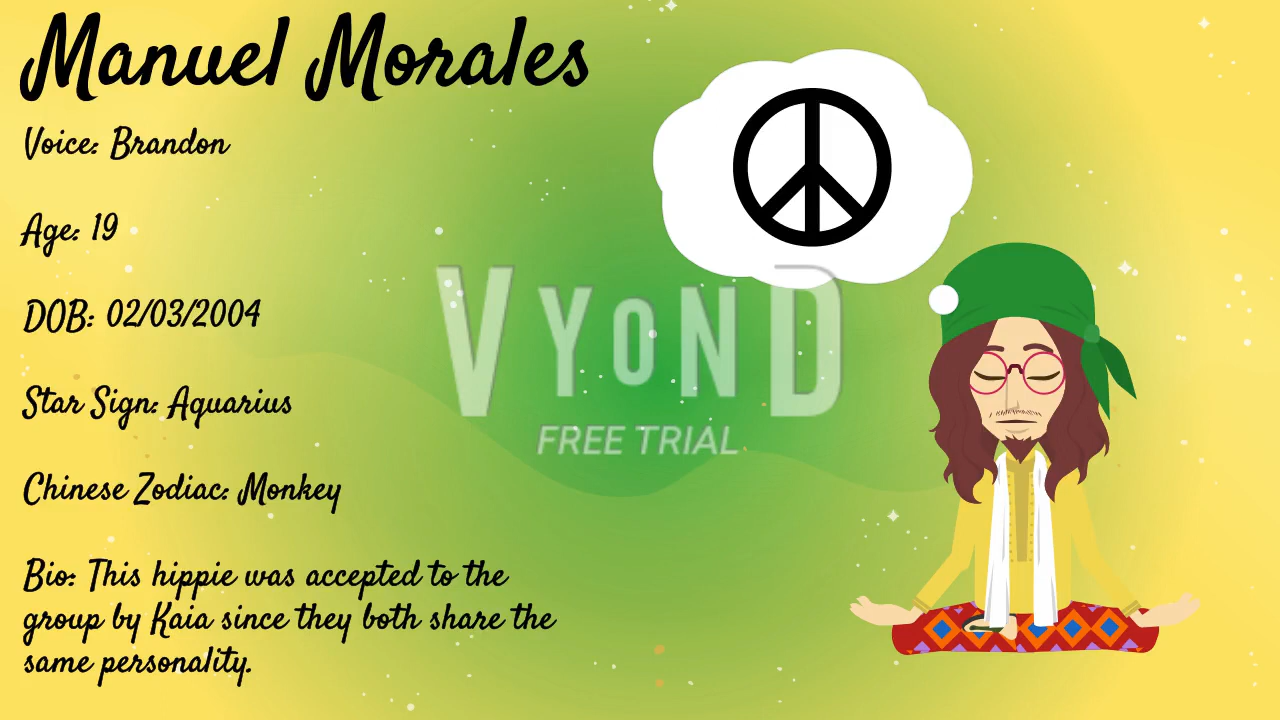 Manuel Morales
Voice: Brandon
Age: 19
DOB: 02/03/2004
VYOND
FREE TRIAL
Star Sign: Aquarius
Chinese Zodiac: Monkey
Bio: This hippie was accepted to the
group by Kaia since they both share the
same personality.